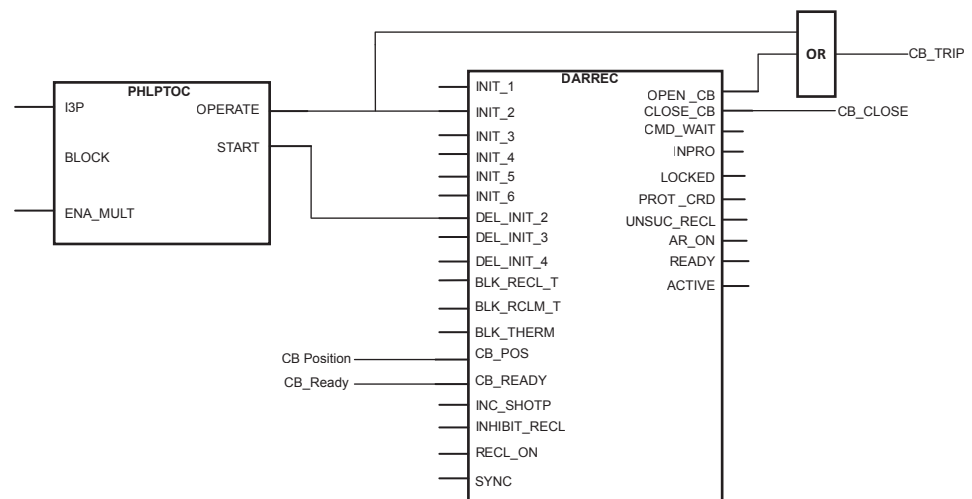 PHLPTOC
I3P
OPERATE
BLOCK
START
ENA_MULT
DARREC
INIT_1
INIT_2
INIT_3
INIT_4
INIT_5
INIT_6
DEL_INIT_2
DEL_INIT_3
DEL_INIT_4
BLK_RECL_T
BLK_RCLM_T
BLK_THERM
CB Position
CB_POS
CB_Ready
CB_READY
INC_SHOTP
INHIBIT_RECL
RECL_ON
SYNC
OPEN _CB
CLOSE_CB
CMD_WAIT
INPRO
LOCKED
PROT _CRD
UNSUC_RECL
AR_ON
READY
ACTIVE
OR
CB_TRIP
CB_CLOSE